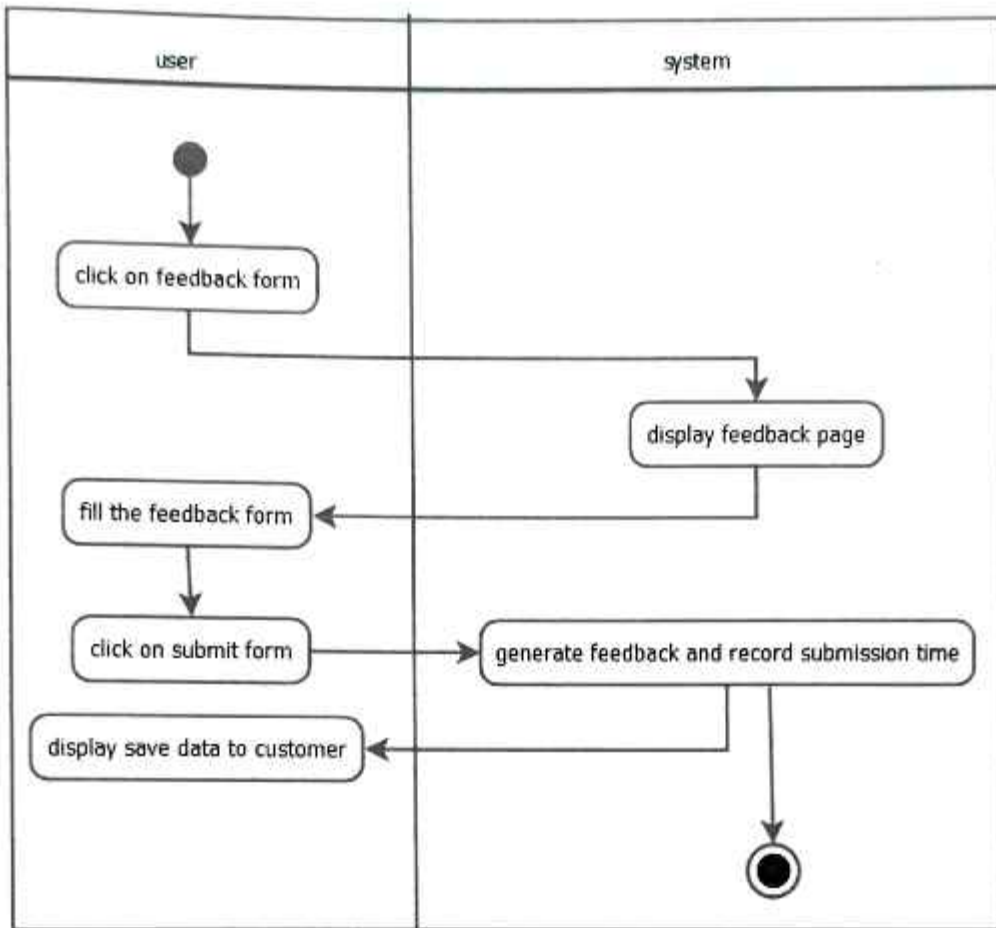 user
system
click on feedback form
display feedback page
fill the feedback form
click on submit form
generate feedback and record submission time
display save data to customer